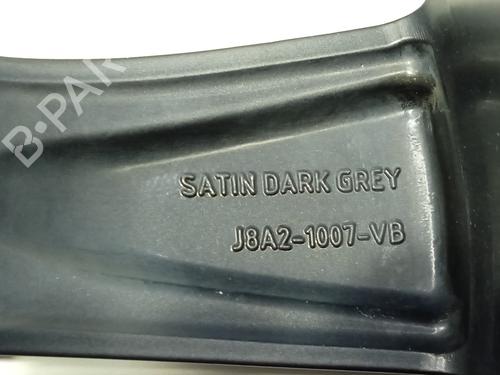 B-PAR
SATIN DARK GREY
J8A2-1007-VB